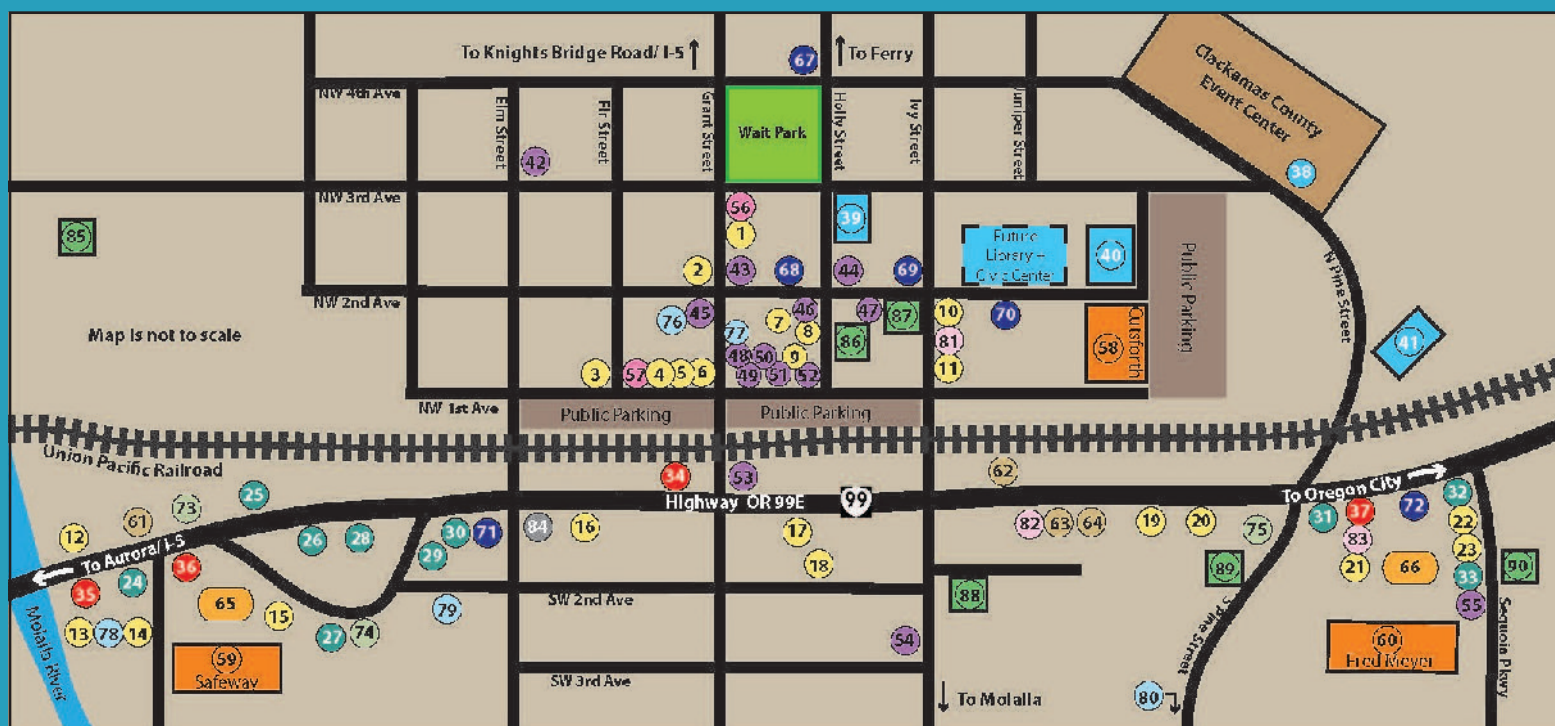 To Knights Bridge Road/ I-5
67
To Ferry
Clackamas County
Event Center
NW 4th Ave
Elm Street
Fir Street
Grant Street
Wait Park
Holly Street
Ivy Street
Juniper Street
42
38
NW 3rd Ave
56
39
1
85
Future
Library –
Civic Center
40
Public Parking
N Pine Street
2
43
68
44
69
NW 2nd Ave
76
45
46
47
87
10
70
Map is not to scale
77
7
8
86
81
58
Cutsforth
41
48
50
9
3
57
4
5
6
49
51
52
11
NW 1st Ave
Public Parking
Public Parking
Union Pacific Railroad
34
53
62
25
73
61
12
Highway OR 99E
99
To Oregon City
32
26
28
30
71
29
84
16
17
82
63
64
19
20
75
31
37
72
22
To Aurora/ I-5
36
18
83
23
35
24
89
21
66
33
90
65
15
79
SW 2nd Ave
88
55
13
78
14
27
74
54
S Pine Street
Sequoia Pkwy
Molalla River
59
Safeway
60
Fred Meyer
SW 3rd Ave
To Molalla
80